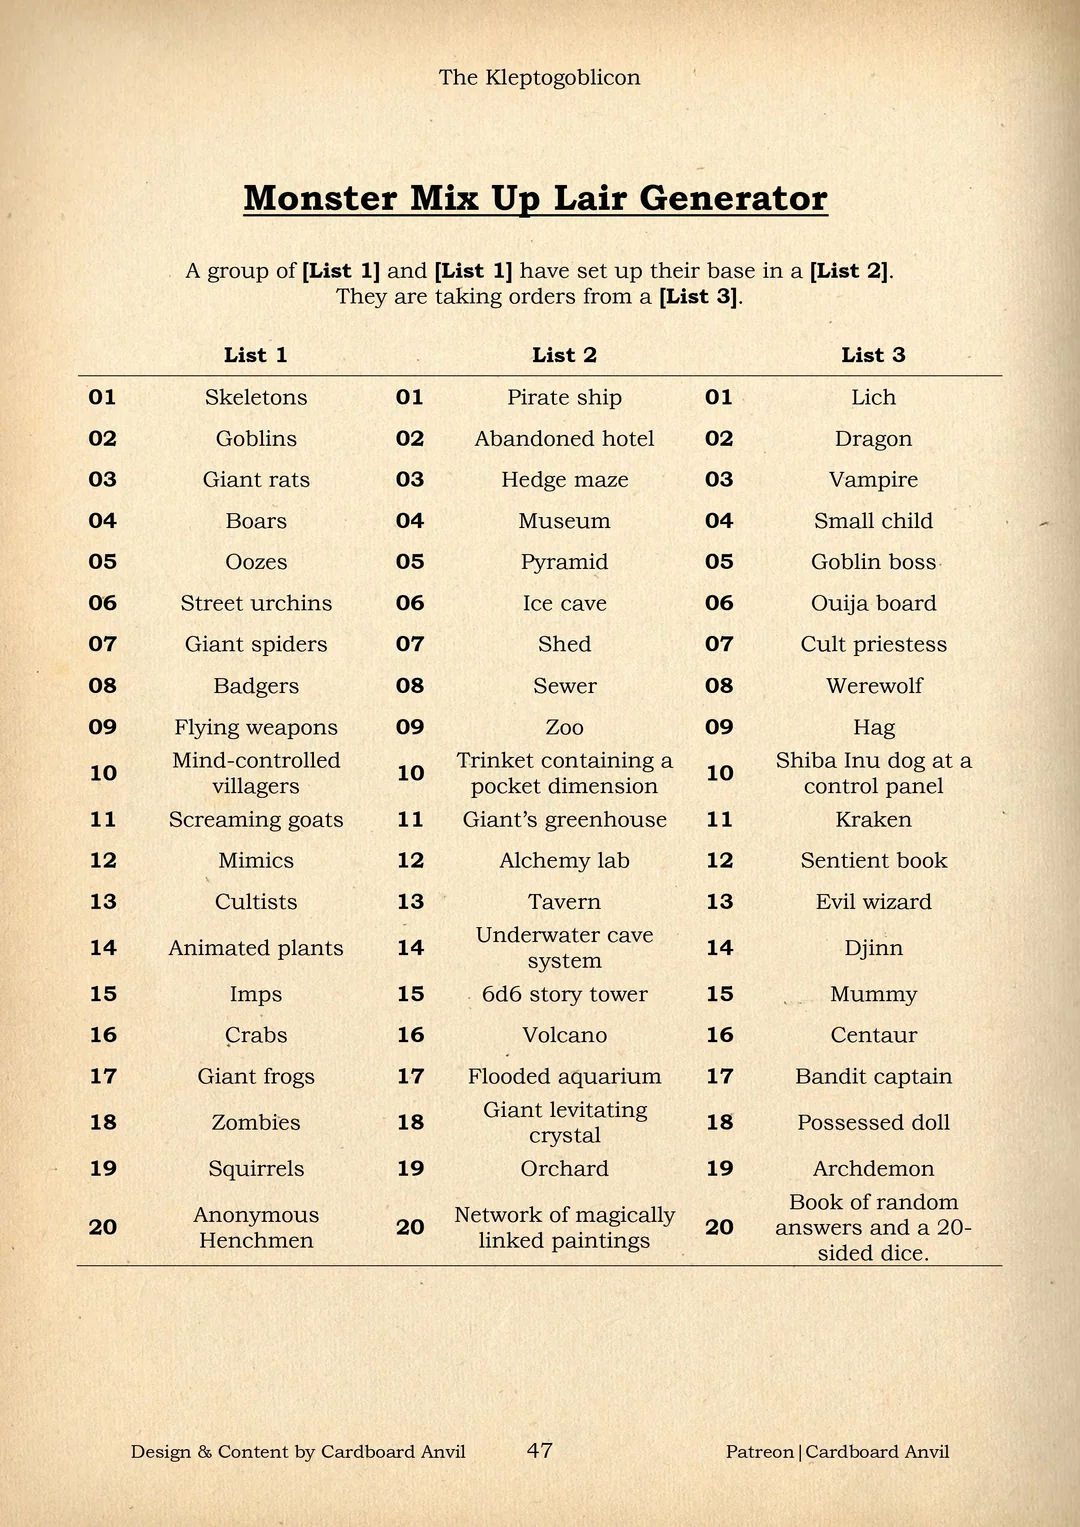 The Kleptogoblicon
Monster Mix Up Lair Generator
A group of [List 1] and [List 1] have set up their base in a [List 2].
They are taking orders from a [List 3].
List 1 List 2 List 3
01 Skeletons 01 Pirate ship 01 Lich
02 Goblins 02 Abandoned hotel 02 Dragon
03 Giant rats 03 Hedge maze 03 Vampire
04 Boars 04 Museum 04 Small child
05 Oozes 05 Pyramid 05 Goblin boss
06 Street urchins 06 Ice cave 06 Ouija board
07 Giant spiders 07 Shed 07 Cult priestess
08 Badgers 08 Sewer 08 Werewolf
09 Flying weapons 09 Zoo 09 Hag
10 Mind-controlled
villagers 10 Trinket containing a
pocket dimension 10 Shiba Inu dog at a
control panel
11 Screaming goats 11 Giant’s greenhouse 11 Kraken
12 Mimics 12 Alchemy lab 12 Sentient book
13 Cultists 13 Tavern 13 Evil wizard
14 Animated plants 14 Underwater cave
system 14 Djinn
15 Imps 15 6d6 story tower 15 Mummy
16 Crabs 16 Volcano 16 Centaur
17 Giant frogs 17 Flooded aquarium 17 Bandit captain
18 Zombies 18 Giant levitating
crystal 18 Possessed doll
19 Squirrels 19 Orchard 19 Archdemon
20 Anonymous
Henchmen 20 Network of magically
linked paintings 20 Book of random
answers and a 20-
sided dice.
Design & Content by Cardboard Anvil 47 Patreon|Cardboard Anvil